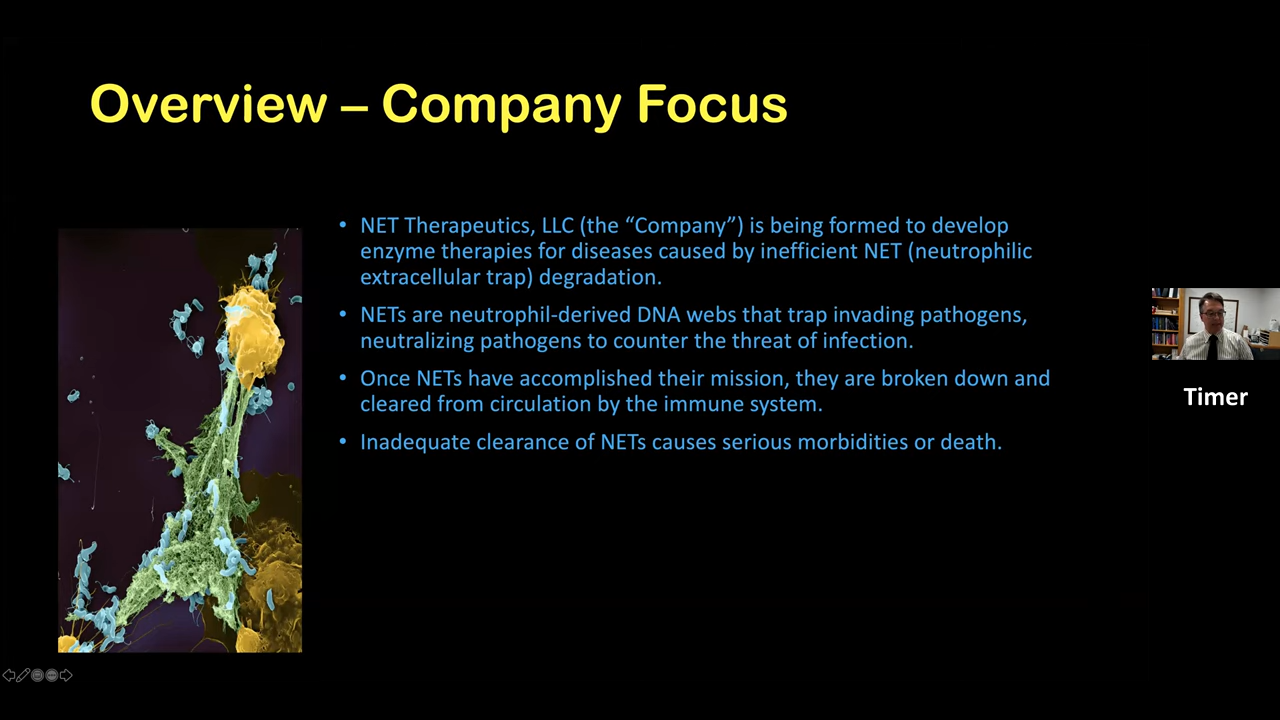 Overview – Company Focus
• NET Therapeutics, LLC (the “Company”) is being formed to develop
enzyme therapies for diseases caused by inefficient NET (neutrophilic
extracellular trap) degradation.
• NETs are neutrophil-derived DNA webs that trap invading pathogens,
neutralizing pathogens to counter the threat of infection.
• Once NETs have accomplished their mission, they are broken down and
cleared from circulation by the immune system.
• Inadequate clearance of NETs causes serious morbidities or death.
Timer